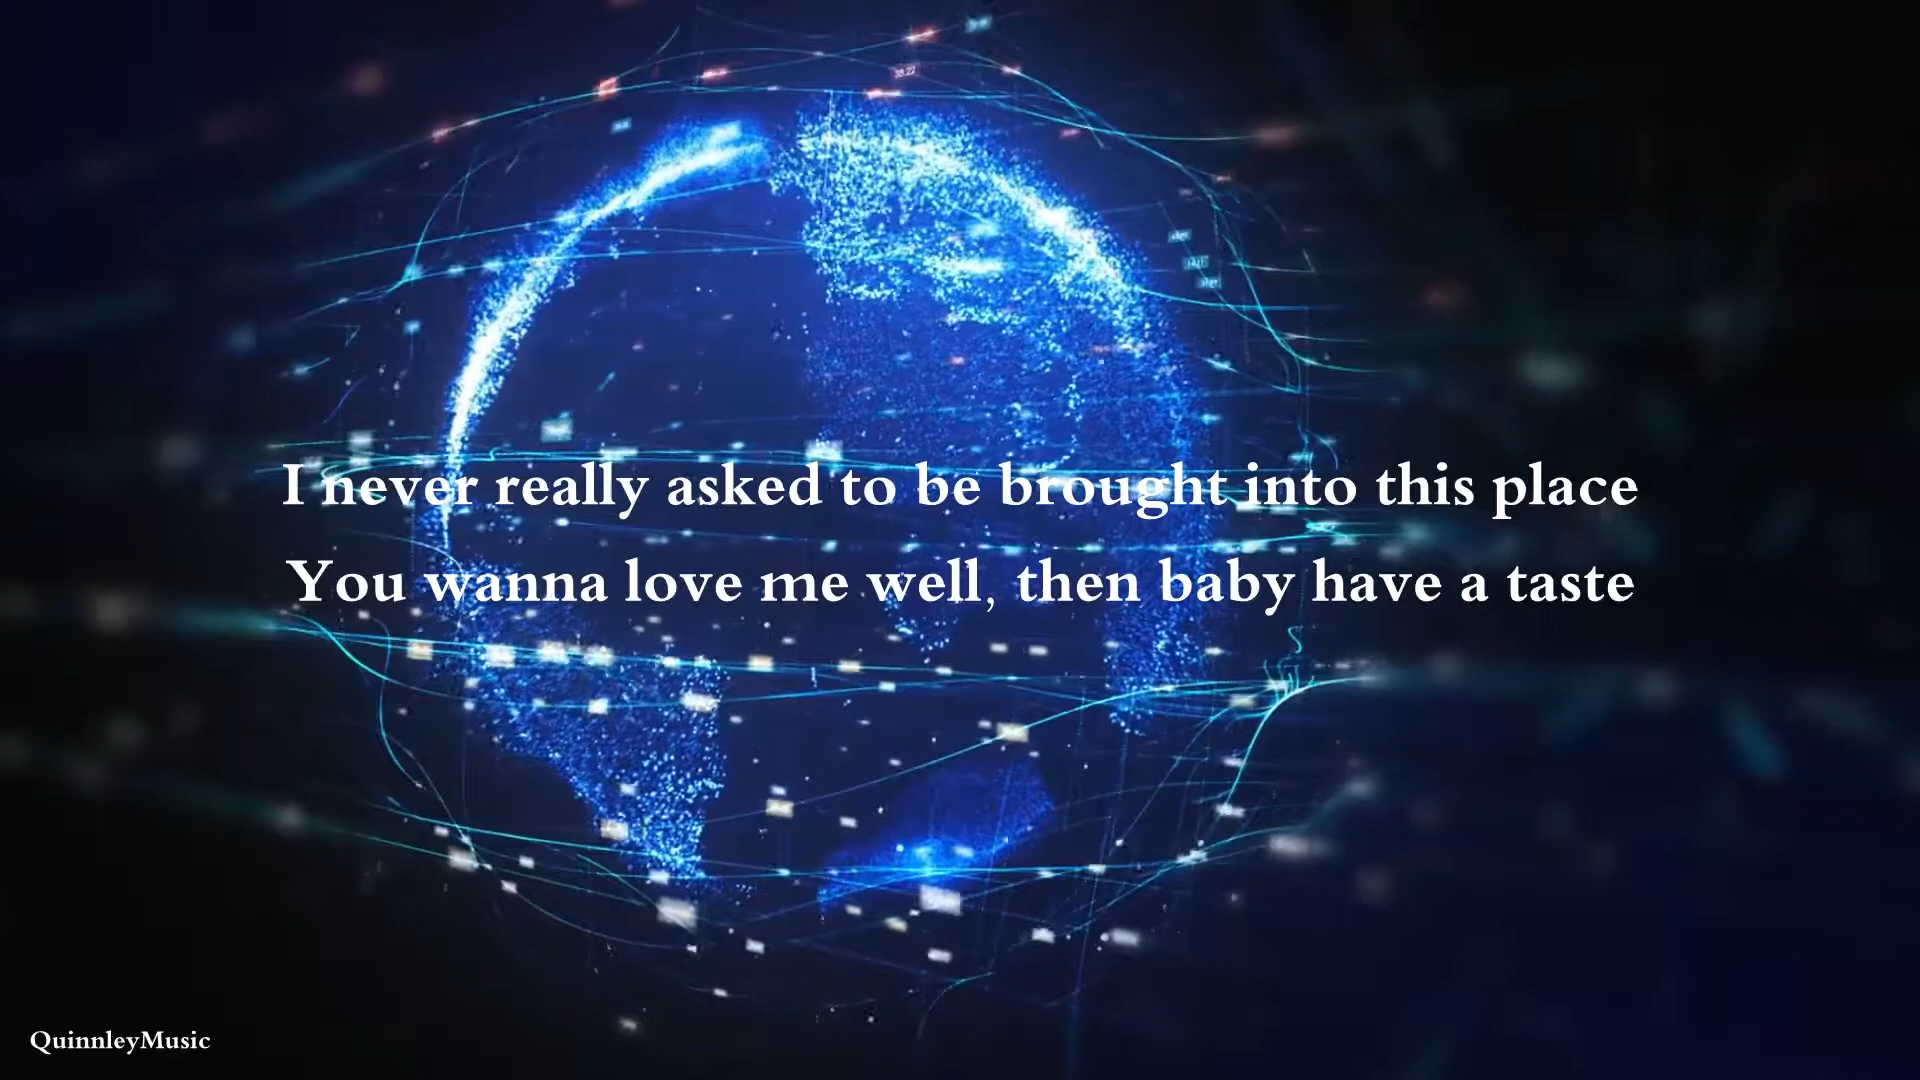 I never really asked to be brought into this place
You wanna love me well, then baby have a taste
QuinnleyMusic